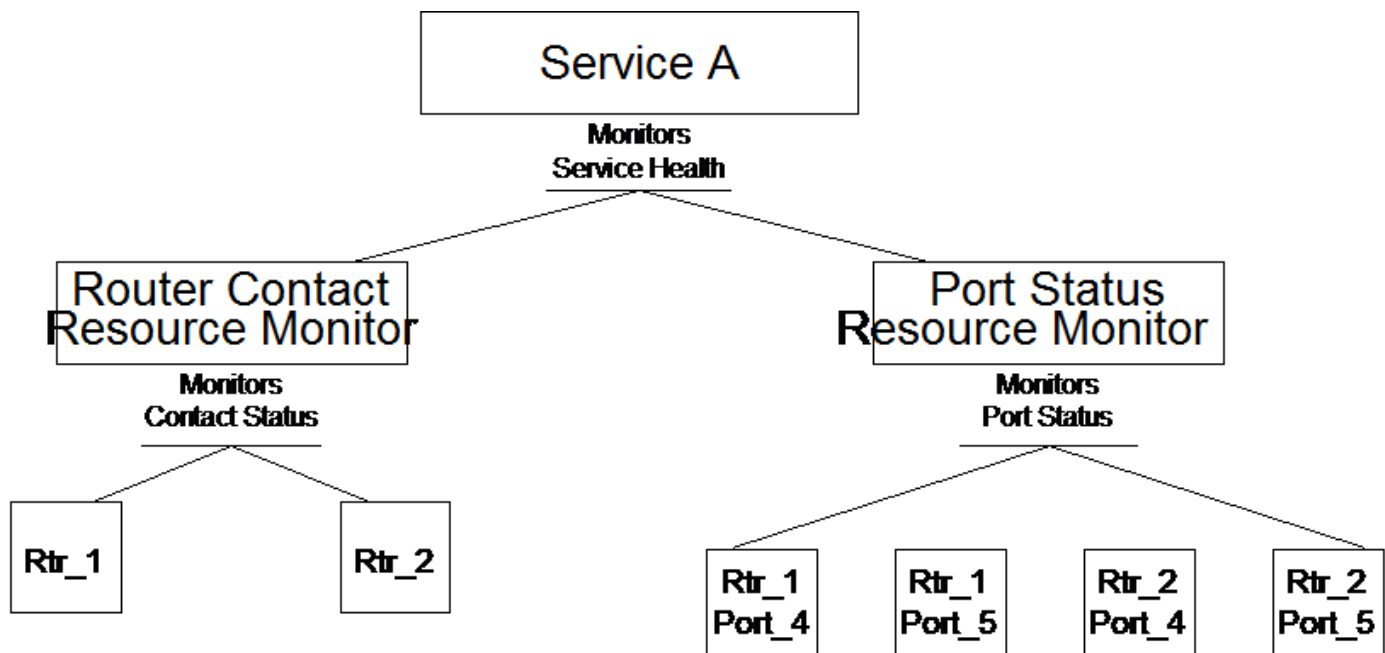 Service A
Monitors
Service Health
Router Contact
Resource Monitor
Port Status
Resource Monitor
Monitors
Contact Status
Monitors
Port Status
Rtr_1
Rtr_2
Rtr_1
Port_4
Rtr_1
Port_5
Rtr_2
Port_4
Rtr_2
Port_5